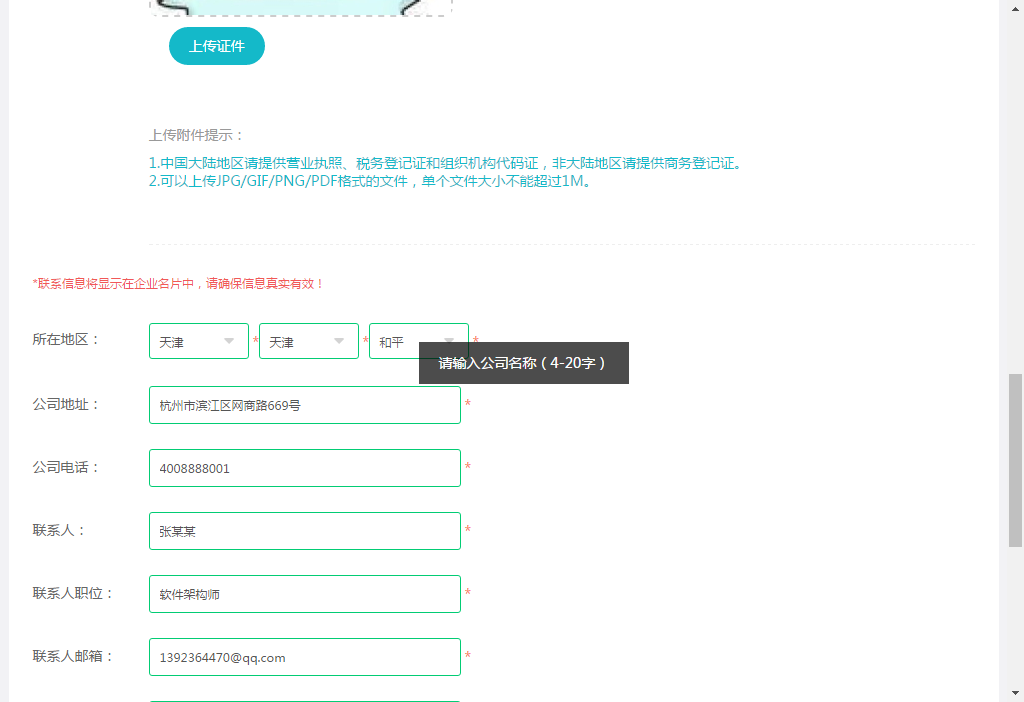 上传证件
上传附件提示：
1.中国大陆地区请提供营业执照、税务登记证和组织机构代码证，非大陆地区请提供商务登记证。
2.可以上传JPG/GIF/PNG/PDF格式的文件，单个文件大小不能超过1M。
*联系信息将显示在企业名片中，请确保信息真实有效！
所在地区： 天津 * 天津 * 和平 *
请输入公司名称（4-20字）
公司地址： 杭州市滨江区网商路669号 *
公司电话： 4008888001 *
联系人： 张某某 *
联系人职位： 软件架构师 *
联系人邮箱： 1392364470@qq.com *